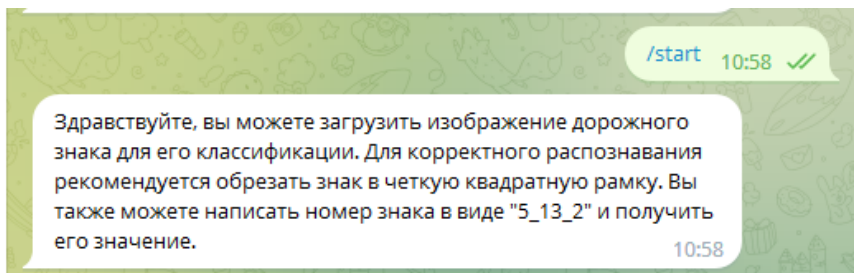 /start 10:58
Здравствуйте, вы можете загрузить изображение дорожного
знака для его классификации. Для корректного распознавания
рекомендуется обрезать знак в четкую квадратную рамку. Вы
также можете написать номер знака в виде "5_13_2" и получить
его значение.
10:58